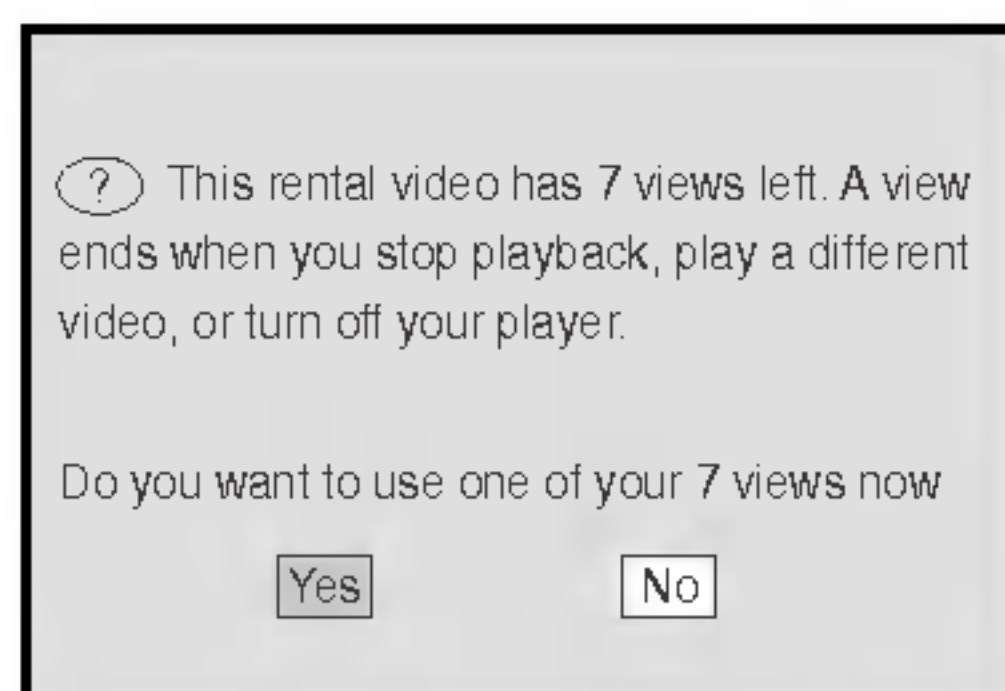 ? This rental video has 7 views left. A view
ends when you stop playback, play a different
video, or turn off your player.
Do you want to use one of your 7 views now
Yes No